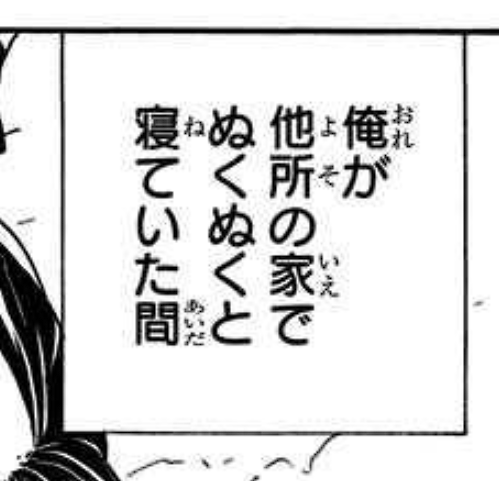 俺が
他所の家で
ぬくぬくと
寝ていた間